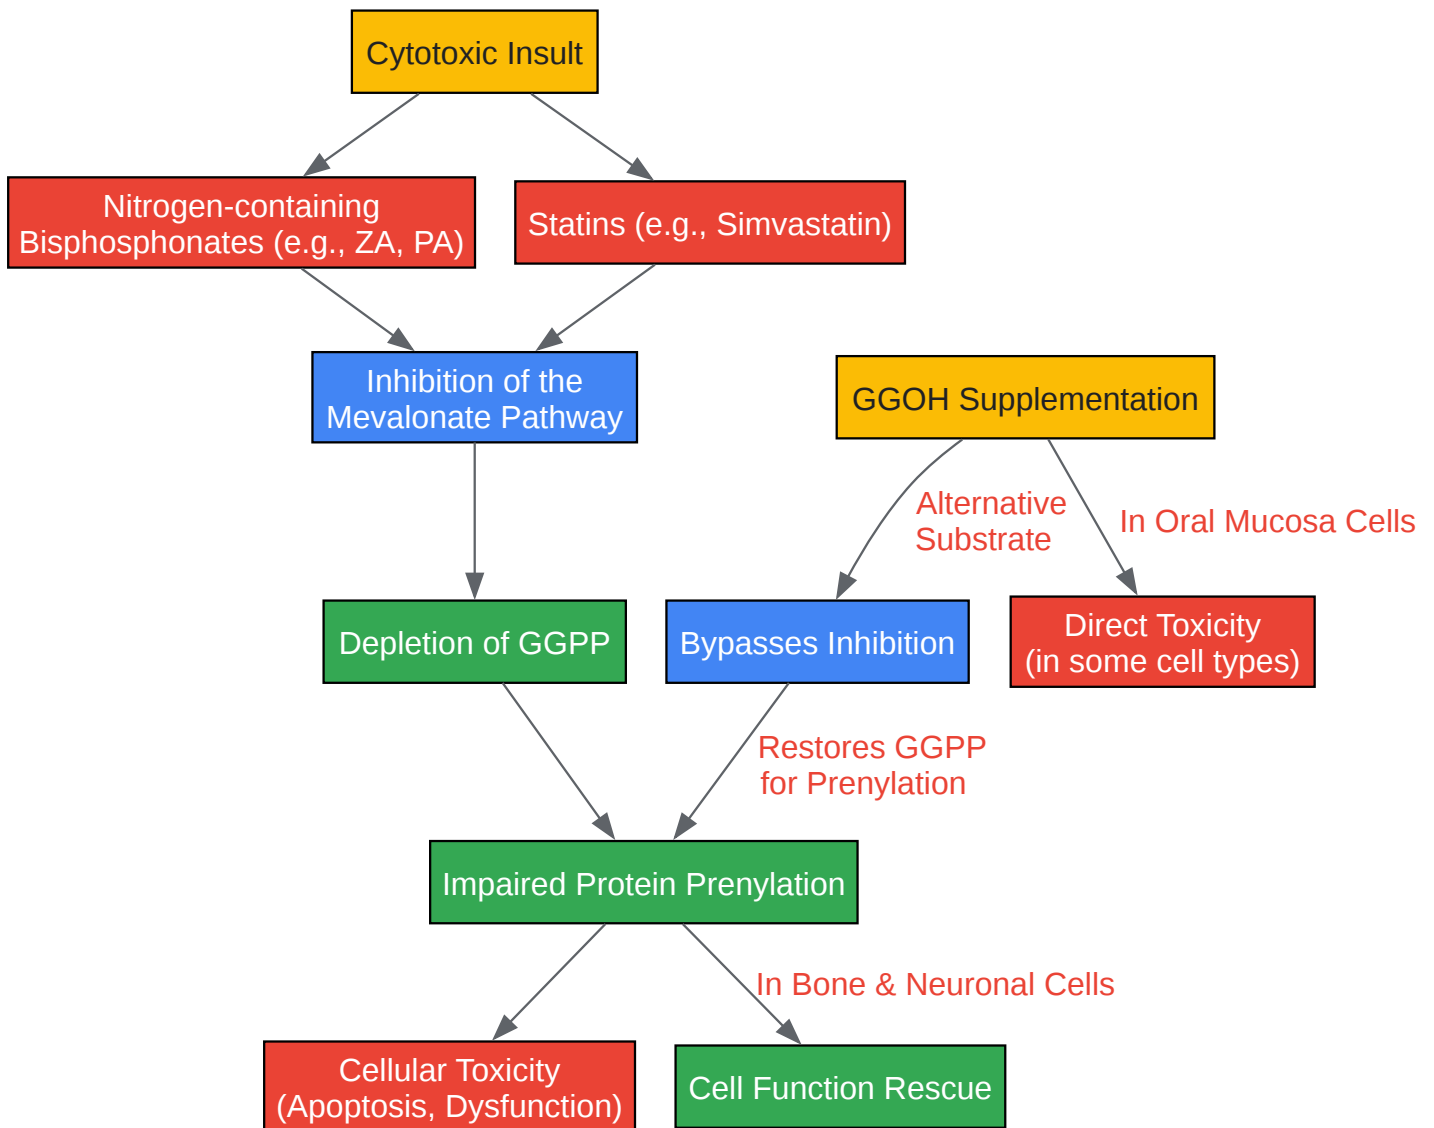 Cytotoxic Insult
Nitrogen-containing
Bisphosphonates (e.g., ZA, PA)
Statins (e.g., Simvastatin)
Inhibition of the
Mevalonate Pathway
GGOH Supplementation
Alternative
Substrate
In Oral Mucosa Cells
Depletion of GGPP
Bypasses Inhibition
Direct Toxicity
(in some cell types)
Restores GGPP
for Prenylation
Impaired Protein Prenylation
In Bone & Neuronal Cells
Cellular Toxicity
(Apoptosis, Dysfunction)
Cell Function Rescue